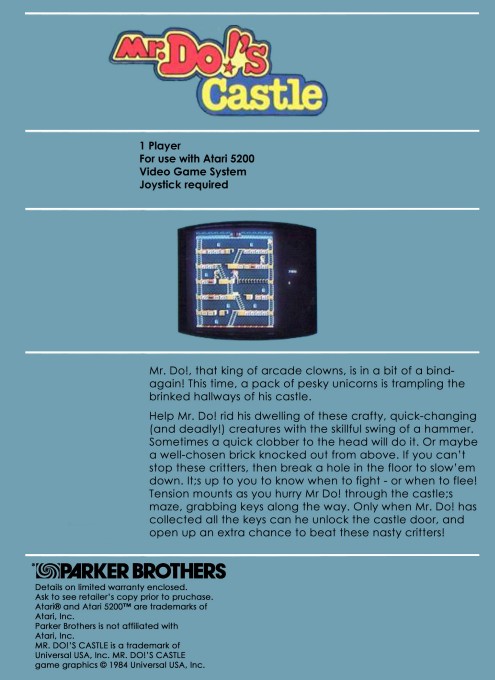 Mr. Do!'s
Castle
1 Player
For use with Atari 5200
Video Game System
Joystick required
Mr. Do!, that king of arcade clowns, is in a bit of a bind-
again! This time, a pack of pesky unicorns is trampling the
brinked hallways of his castle.
Help Mr. Do! rid his dwelling of these crafty, quick-changing
(and deadly!) creatures with the skillful swing of a hammer.
Sometimes a quick clobber to the head will do it. Or maybe
a well-chosen brick knocked out from above. If you can't
stop these critters, then break a hole in the floor to slow'em
down. It;s up to you to know when to fight - or when to flee!
Tension mounts as you hurry Mr Do! through the castle;s
maze, grabbing keys along the way. Only when Mr. Do! has
collected all the keys can he unlock the castle door, and
open up an extra chance to beat these nasty critters!
PARKER BROTHERS
Details on limited warranty enclosed.
Ask to see retailer's copy prior to pruchase.
Atari® and Atari 5200™ are trademarks of
Atari, Inc.
Parker Brothers is not affiliated with
Atari, Inc.
MR. DO!'S CASTLE is a trademark of
Universal USA, Inc. MR. DO!'S CASTLE
game graphics © 1984 Universal USA, Inc.